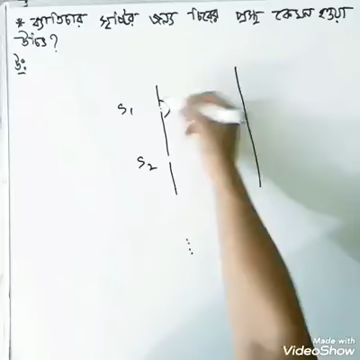 * ব্যাতিচার সৃষ্টির জন্য চিরের প্রস্থ কেমন হওয়া
উচিত?
উঃ
S₁
S₂
Made with
VideoShow